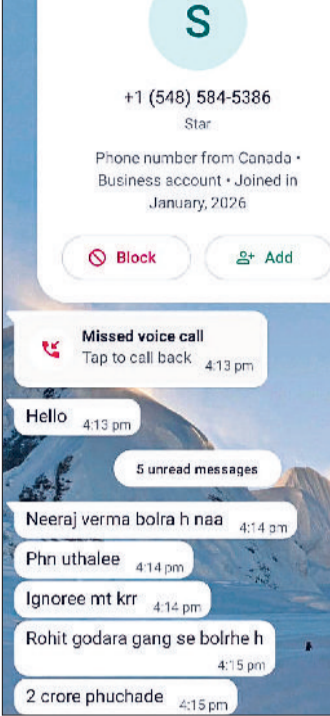 S
+1 (548) 584-5386
Star
Phone number from Canada •
Business account • Joined in
January, 2026
Block
Add
Missed voice call
Tap to call back 4:13 pm
Hello 4:13 pm
5 unread messages
Neeraj verma bolra h naa 4:14 pm
Phn uthalee 4:14 pm
Ignoree mt krr 4:14 pm
Rohit godara gang se bolrhe h
4:15 pm
2 crore phuchade 4:15 pm